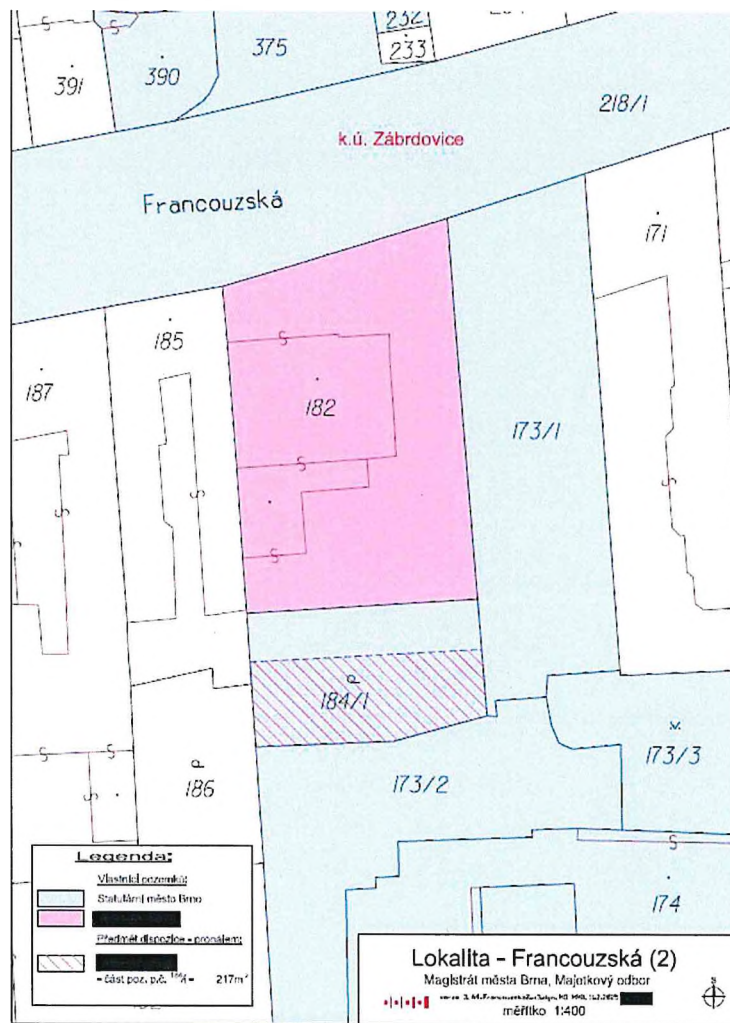 232
233
375
390
391
218/1
k.ú. Zábrdovice
Francouzská
171
185
187
182
173/1
184/1
186
173/2
173/3
174
Legenda:
Vlastníci pozemků:
Statutární město Brno
Předmět dispozice - pronájem:
- část poz. p.č. 184/1 - 217m²
Lokalita - Francouzská (2)
Magistrát města Brna, Majetkový odbor
měřítko 1:400